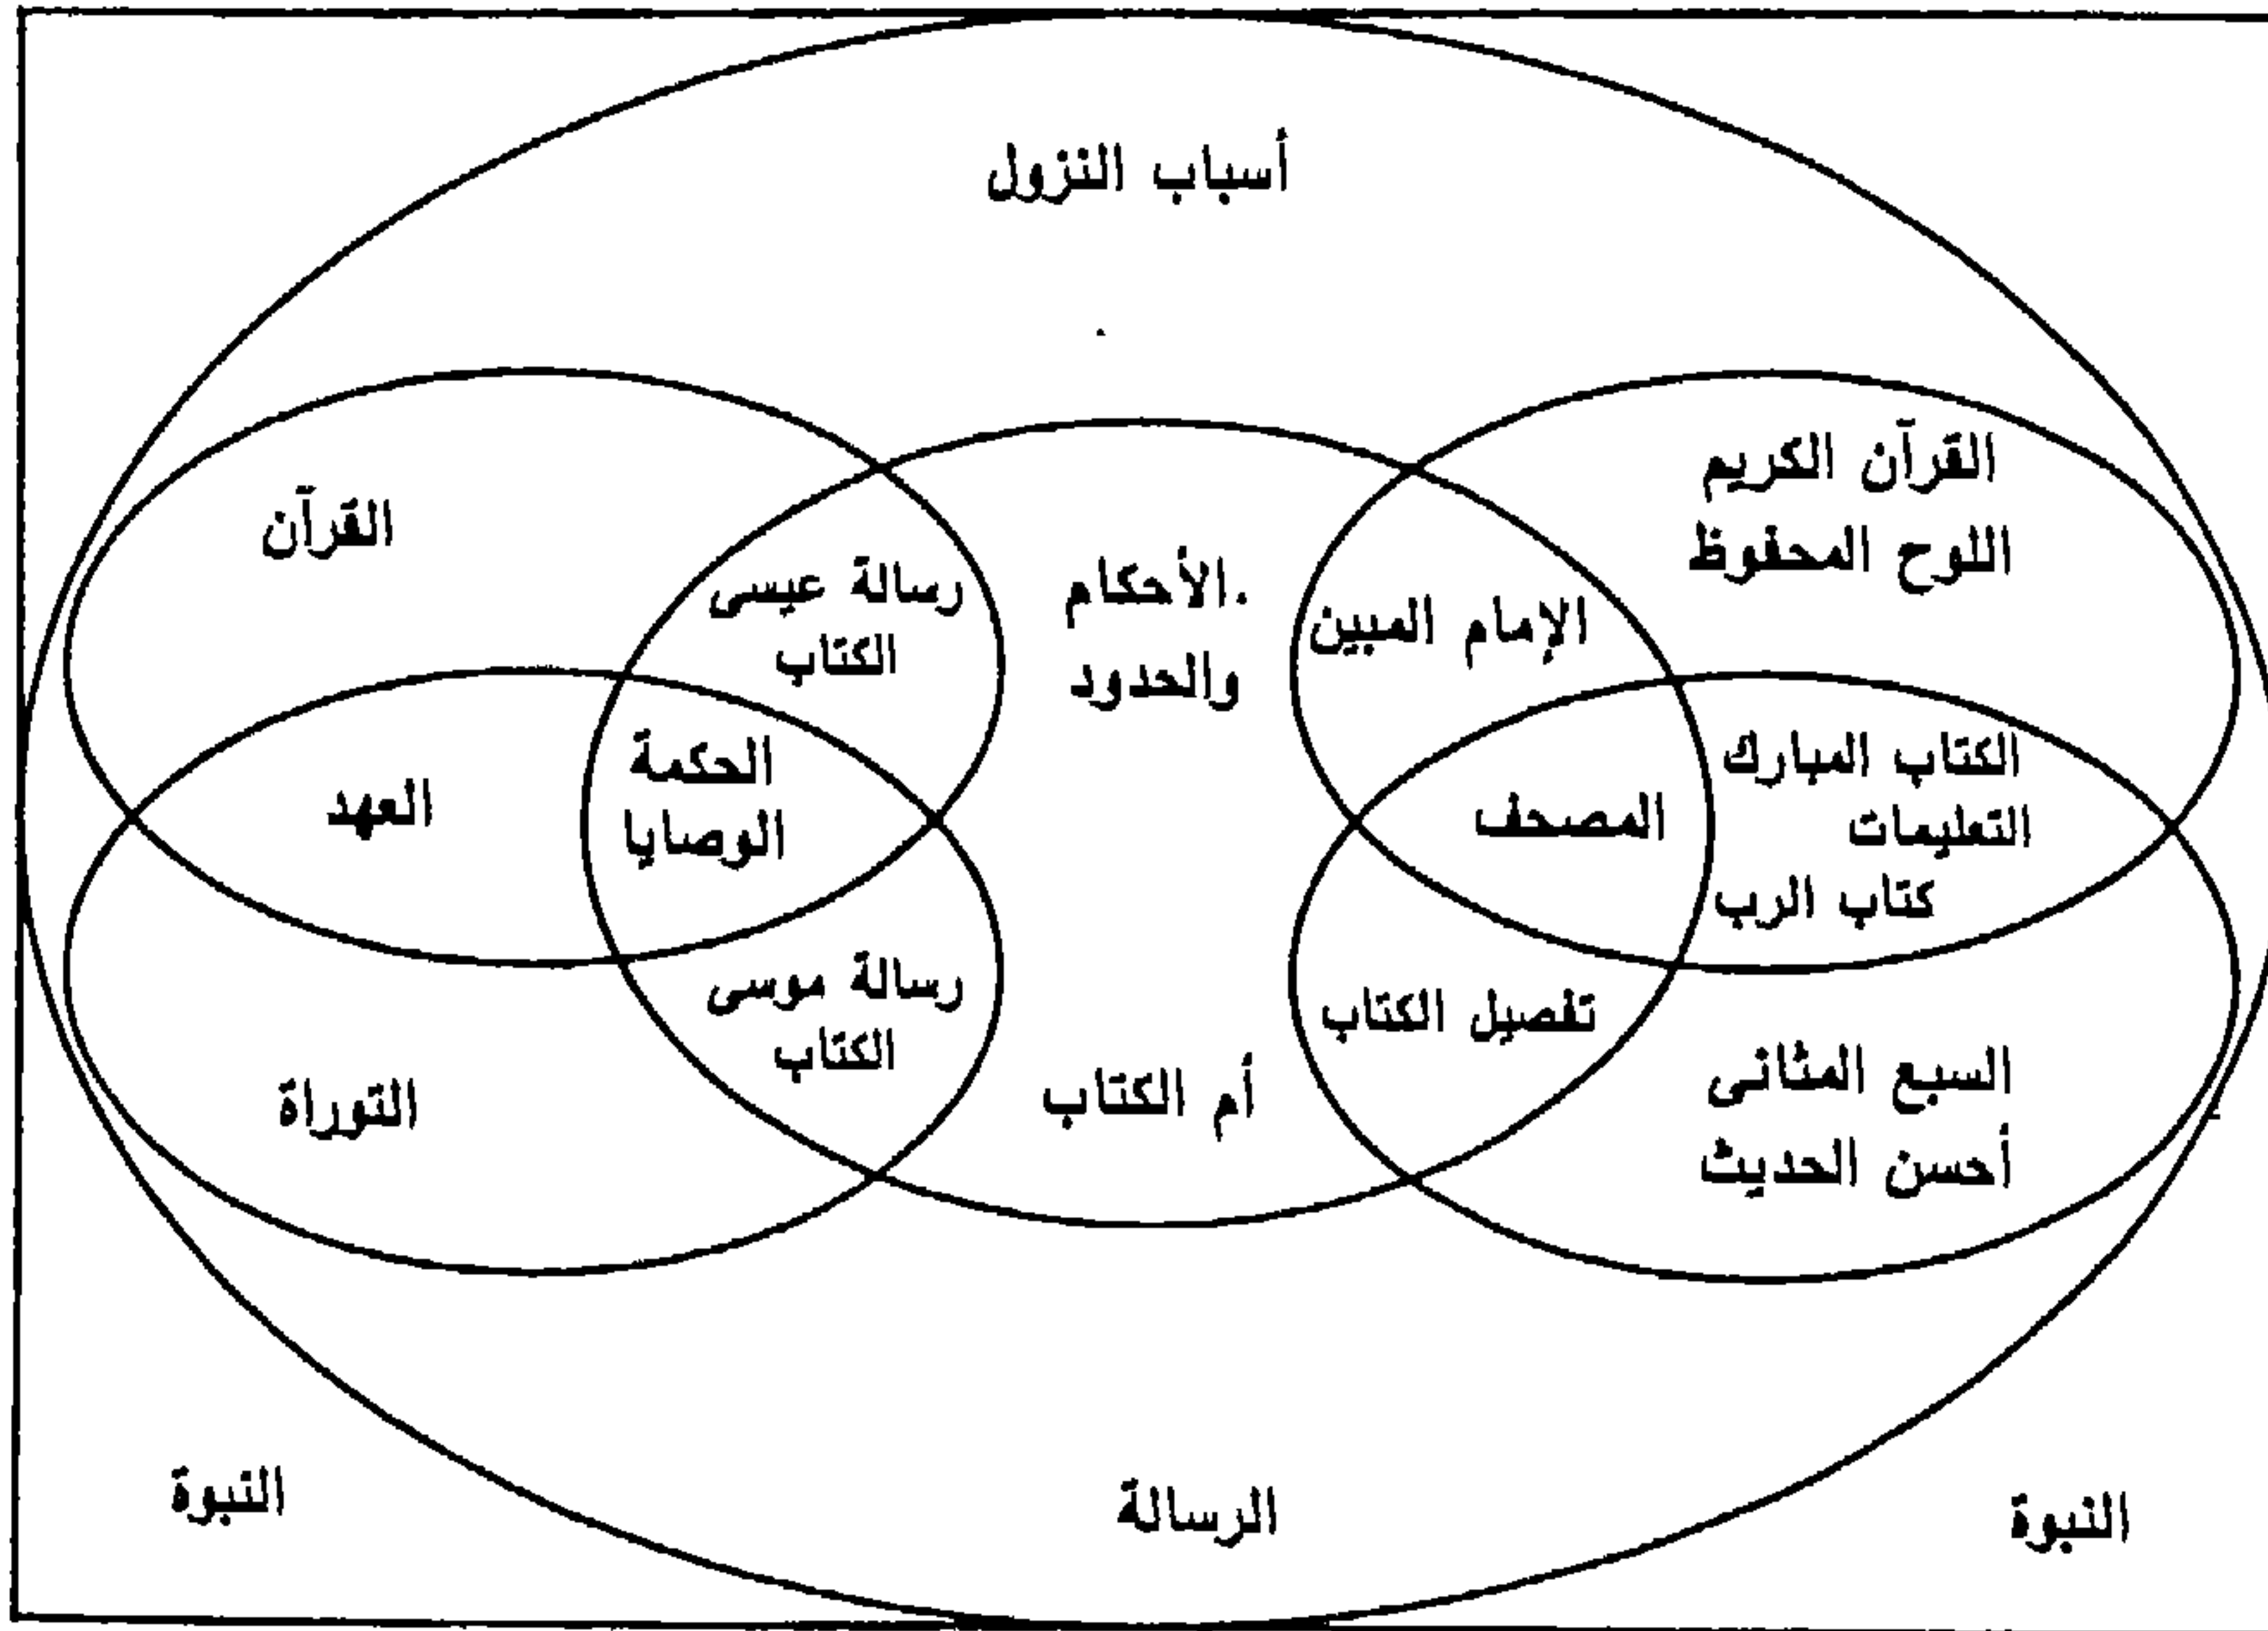 أسباب النزول
القرآن الكريم
اللوح المحفوظ
القرآن
الأحكام
والحدود
رسالة عيسى
الكتاب
الإمام المبين
الكتاب المبارك
التعليمات
كتاب الرب
المصحف
الحكمة
الوصايا
العهد
تفصيل الكتاب
رسالة موسى
الكتاب
السبع المثانى
أحسن الحديث
أم الكتاب
التوراة
النبوة
الرسالة
النبوة